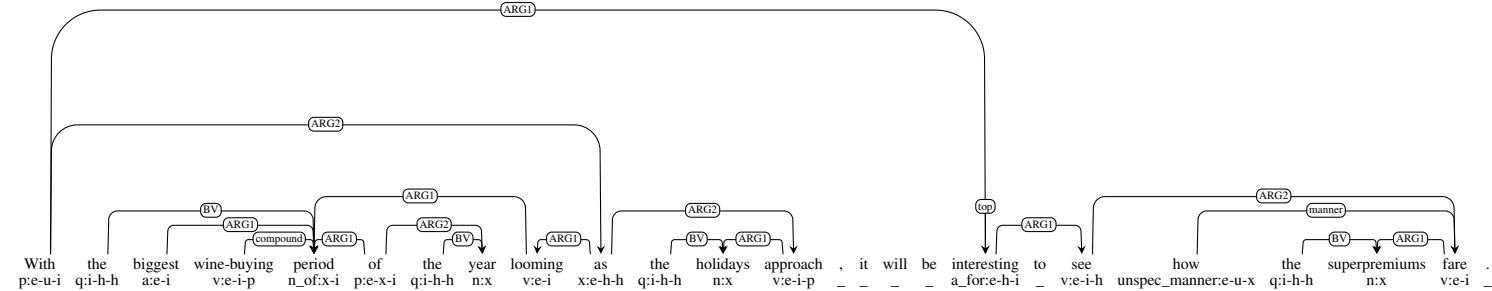 ARG1
ARG2
ARG1 ARG2
BV ARG2 top manner
ARG1 ARG2 ARG1
compound ARG1 BV ARG1 BV ARG1 BV ARG1
With the biggest wine-buying period of the year looming as the holidays approach , it will be interesting to see how the superpremiums fare .
p:e-u-i q:i-h-h a:e-i v:e-i-p n_of:x-i p:e-x-i q:i-h-h n:x v:e-i x:e-h-h q:i-h-h n:x v:e-i-p _ _ _ _ a_for:e-h-i _ v:e-i-h unspec_manner:e-u-x q:i-h-h n:x v:e-i _